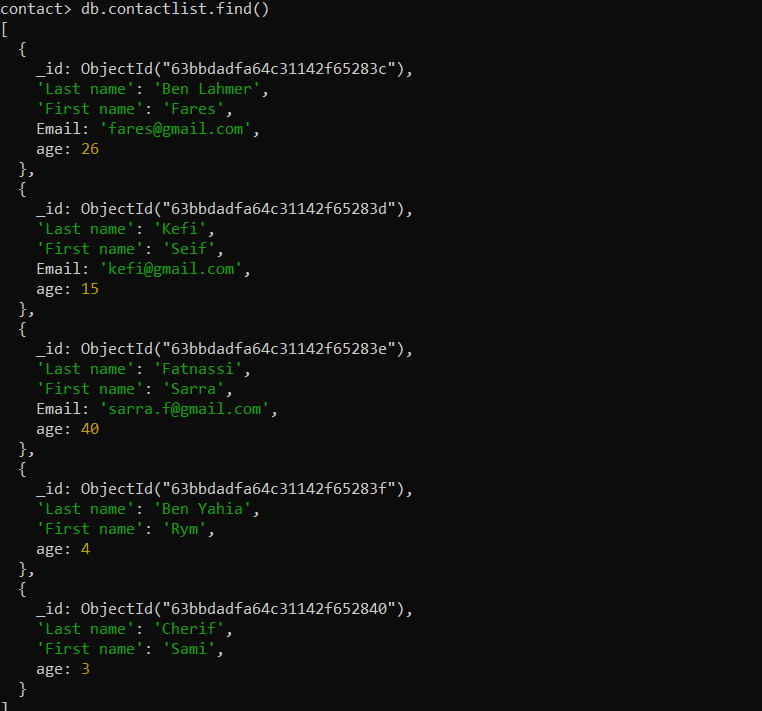 contact> db.contactlist.find()
[
  {
    _id: ObjectId("63bbdadfa64c31142f65283c"),
    'Last name': 'Ben Lahmer',
    'First name': 'Fares',
    Email: 'fares@gmail.com',
    age: 26
  },
  {
    _id: ObjectId("63bbdadfa64c31142f65283d"),
    'Last name': 'Kefi',
    'First name': 'Seif',
    Email: 'kefi@gmail.com',
    age: 15
  },
  {
    _id: ObjectId("63bbdadfa64c31142f65283e"),
    'Last name': 'Fatnassi',
    'First name': 'Sarra',
    Email: 'sarra.f@gmail.com',
    age: 40
  },
  {
    _id: ObjectId("63bbdadfa64c31142f65283f"),
    'Last name': 'Ben Yahia',
    'First name': 'Rym',
    age: 4
  },
  {
    _id: ObjectId("63bbdadfa64c31142f652840"),
    'Last name': 'Cherif',
    'First name': 'Sami',
    age: 3
  }
]